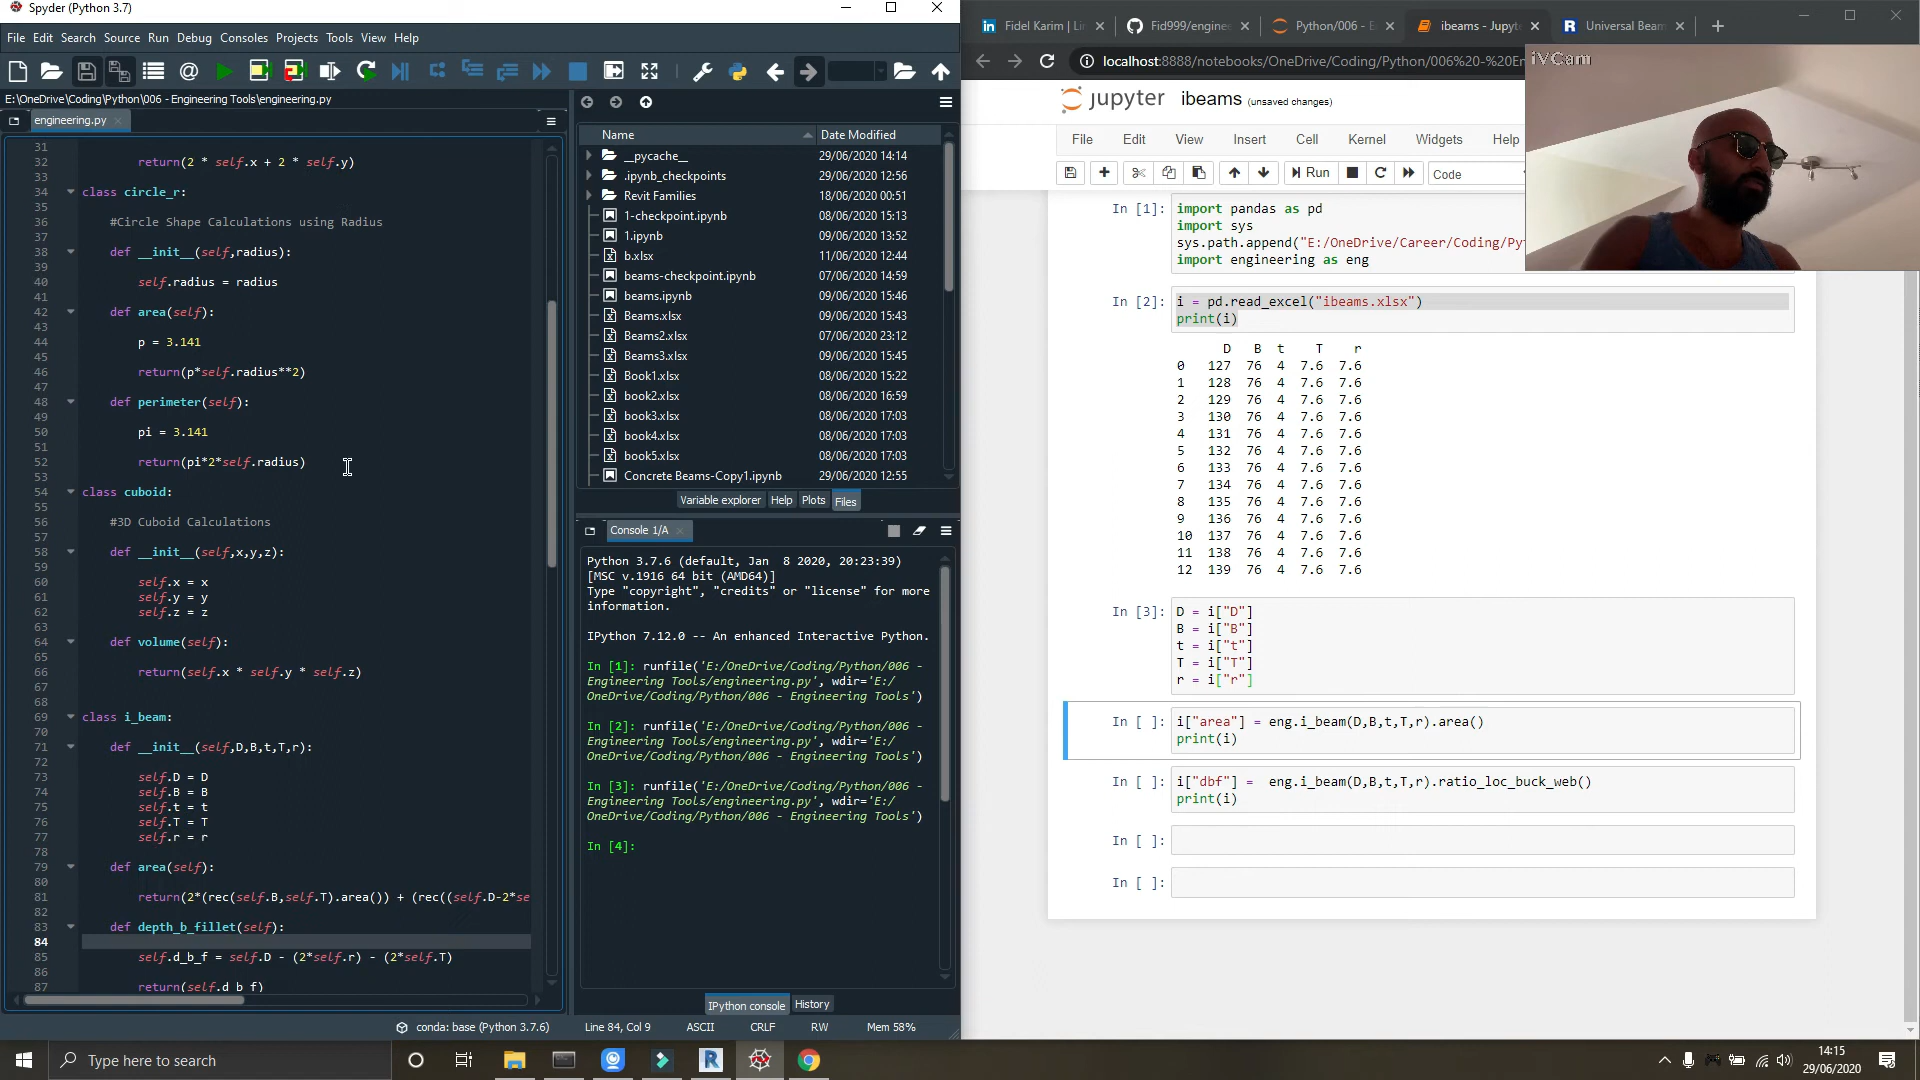 Spyder (Python 3.7)
File Edit Search Source Run Debug Consoles Projects Tools View Help
E:\OneDrive\Coding\Python\006 - Engineering Tools\engineering.py
engineering.py
31
32 return(2 * self.x + 2 * self.y)
33
34 class circle_r:
35
36 #Circle Shape Calculations using Radius
37
38 def __init__(self,radius):
39
40 self.radius = radius
41
42 def area(self):
43
44 p = 3.141
45
46 return(p*self.radius**2)
47
48 def perimeter(self):
49
50 pi = 3.141
51
52 return(pi*2*self.radius)
53
54 class cuboid:
55
56 #3D Cuboid Calculations
57
58 def __init__(self,x,y,z):
59
60 self.x = x
61 self.y = y
62 self.z = z
63
64 def volume(self):
65
66 return(self.x * self.y * self.z)
67
68
69 class i_beam:
70
71 def __init__(self,D,B,t,T,r):
72
73 self.D = D
74 self.B = B
75 self.t = t
76 self.T = T
77 self.r = r
78
79 def area(self):
80
81 return(2*(rec(self.B,self.T).area()) + (rec((self.D-2*se
82
83 def depth_b_fillet(self):
84
85 self.d_b_f = self.D - (2*self.r) - (2*self.T)
86
87 return(self.d_b_f)
Name Date Modified
__pycache__ 29/06/2020 14:14
.ipynb_checkpoints 29/06/2020 12:56
Revit Families 18/06/2020 00:51
1-checkpoint.ipynb 08/06/2020 15:13
1.ipynb 09/06/2020 13:52
b.xlsx 11/06/2020 12:44
beams-checkpoint.ipynb 07/06/2020 14:59
beams.ipynb 09/06/2020 15:46
Beams.xlsx 09/06/2020 15:43
Beams2.xlsx 07/06/2020 23:12
Beams3.xlsx 09/06/2020 15:45
Book1.xlsx 08/06/2020 15:22
book2.xlsx 08/06/2020 16:59
book3.xlsx 08/06/2020 17:03
book4.xlsx 08/06/2020 17:03
book5.xlsx 08/06/2020 17:03
Concrete Beams-Copy1.ipynb 29/06/2020 12:55
Variable explorer Help Plots Files
Console 1/A
Python 3.7.6 (default, Jan 8 2020, 20:23:39)
[MSC v.1916 64 bit (AMD64)]
Type "copyright", "credits" or "license" for more
information.
IPython 7.12.0 -- An enhanced Interactive Python.
In [1]: runfile('E:/OneDrive/Coding/Python/006 -
Engineering Tools/engineering.py', wdir='E:/
OneDrive/Coding/Python/006 - Engineering Tools')
In [2]: runfile('E:/OneDrive/Coding/Python/006 -
Engineering Tools/engineering.py', wdir='E:/
OneDrive/Coding/Python/006 - Engineering Tools')
In [3]: runfile('E:/OneDrive/Coding/Python/006 -
Engineering Tools/engineering.py', wdir='E:/
OneDrive/Coding/Python/006 - Engineering Tools')
In [4]:
IPython console History
conda: base (Python 3.7.6) Line 84, Col 9 ASCII CRLF RW Mem 58%
Fidel Karim | Lin Fid999/engine Python/006 - E ibeams - Jupyte Universal Beam
localhost:8888/notebooks/OneDrive/Coding/Python/006%20-%20En
iVCam
jupyter ibeams (unsaved changes)
File Edit View Insert Cell Kernel Widgets Help
Run Code
In [1]: import pandas as pd
import sys
sys.path.append("E:/OneDrive/Career/Coding/Py
import engineering as eng
In [2]: i = pd.read_excel("ibeams.xlsx")
print(i)
D B t T r
0 127 76 4 7.6 7.6
1 128 76 4 7.6 7.6
2 129 76 4 7.6 7.6
3 130 76 4 7.6 7.6
4 131 76 4 7.6 7.6
5 132 76 4 7.6 7.6
6 133 76 4 7.6 7.6
7 134 76 4 7.6 7.6
8 135 76 4 7.6 7.6
9 136 76 4 7.6 7.6
10 137 76 4 7.6 7.6
11 138 76 4 7.6 7.6
12 139 76 4 7.6 7.6
In [3]: D = i["D"]
B = i["B"]
t = i["t"]
T = i["T"]
r = i["r"]
In [ ]: i["area"] = eng.i_beam(D,B,t,T,r).area()
print(i)
In [ ]: i["dbf"] = eng.i_beam(D,B,t,T,r).ratio_loc_buck_web()
print(i)
In [ ]:
In [ ]:
Type here to search
14:15
29/06/2020